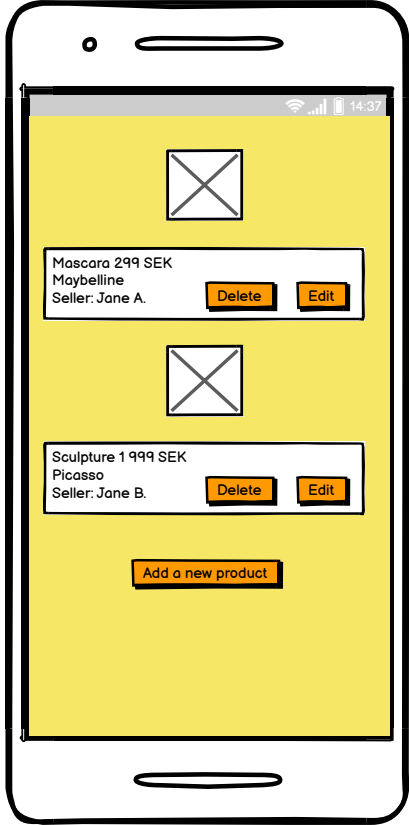 14:37
Mascara 299 SEK
Maybelline
Seller: Jane A.
Delete
Edit
Sculpture 1 999 SEK
Picasso
Seller: Jane B.
Delete
Edit
Add a new product